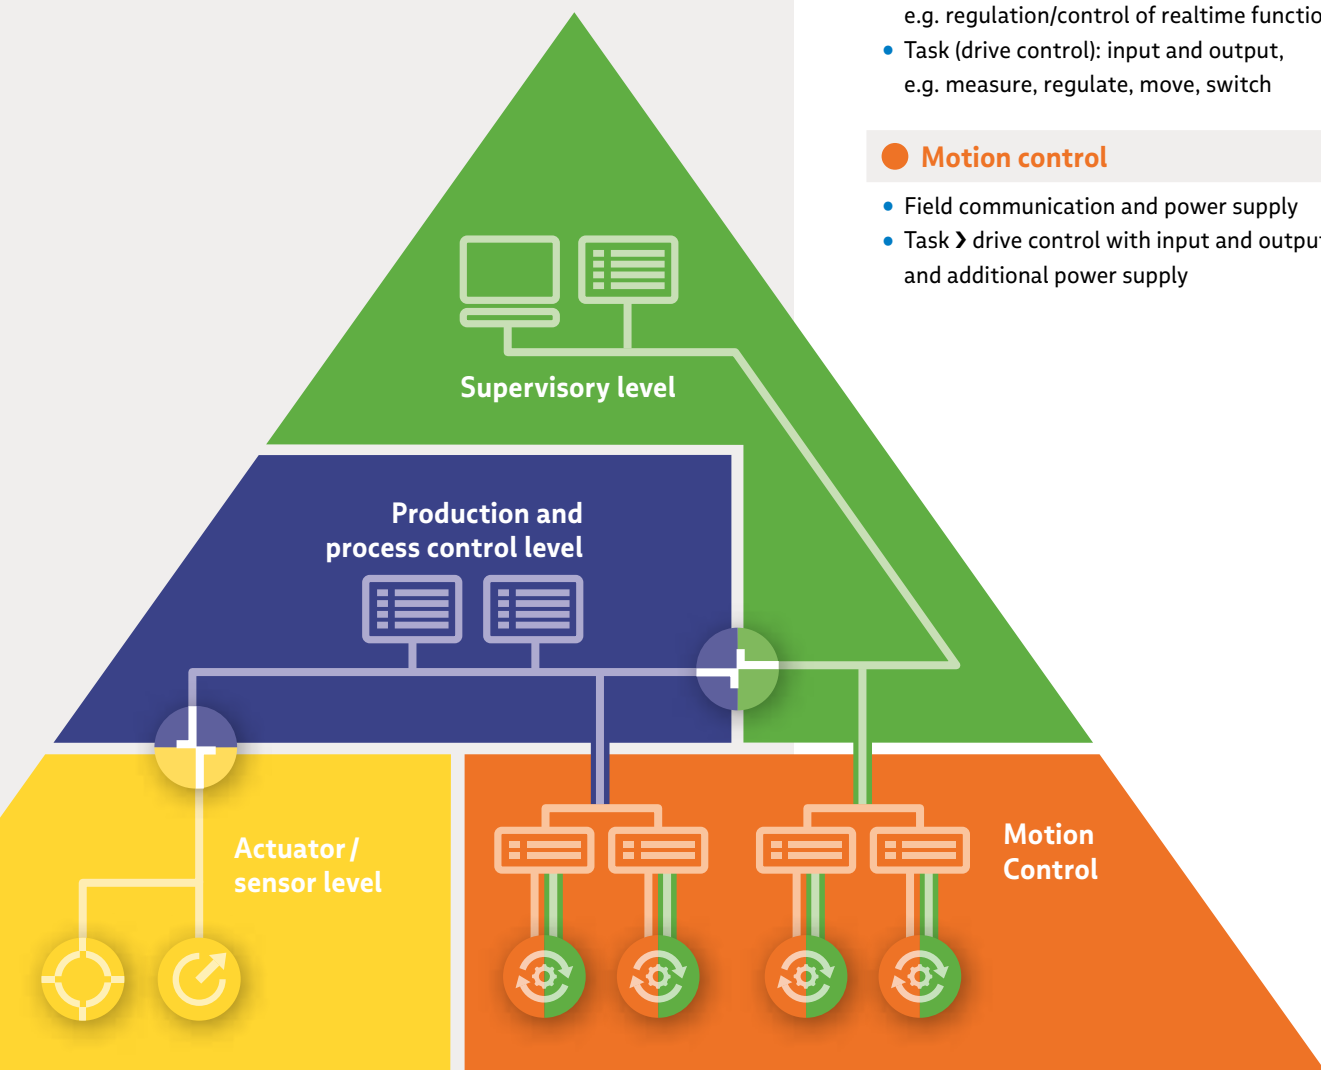 e.g. regulation/control of realtime
• Task (drive control): input and output,
e.g. measure, regulate, move, switch
Motion control
• Field communication and power supply
• Task ❯ drive control with input and output
and additional power supply
Supervisory level
Production and
process control level
Actuator /
sensor level
Motion
Control